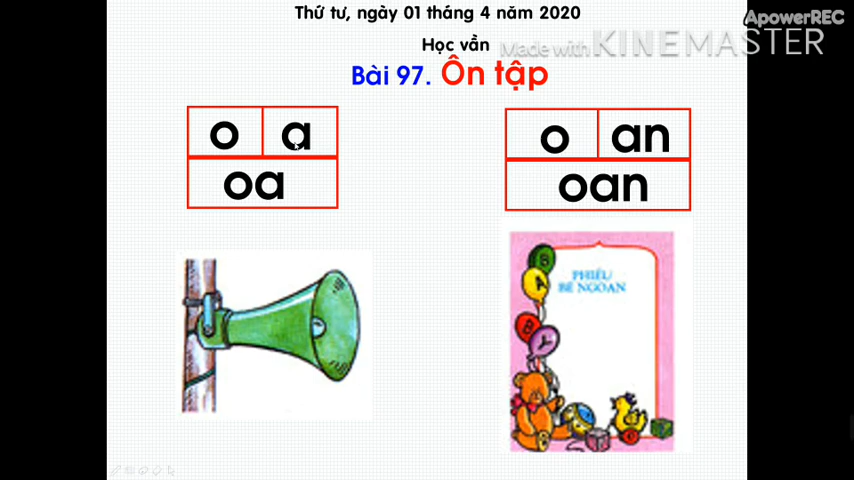 Thứ tư, ngày 01 tháng 4 năm 2020
ApowerREC
Học vần
Made with KINEMASTER
Bài 97. Ôn tập
o a
oa
o an
oan
PHIẾU
BÉ NGOAN
B
A
B
Y